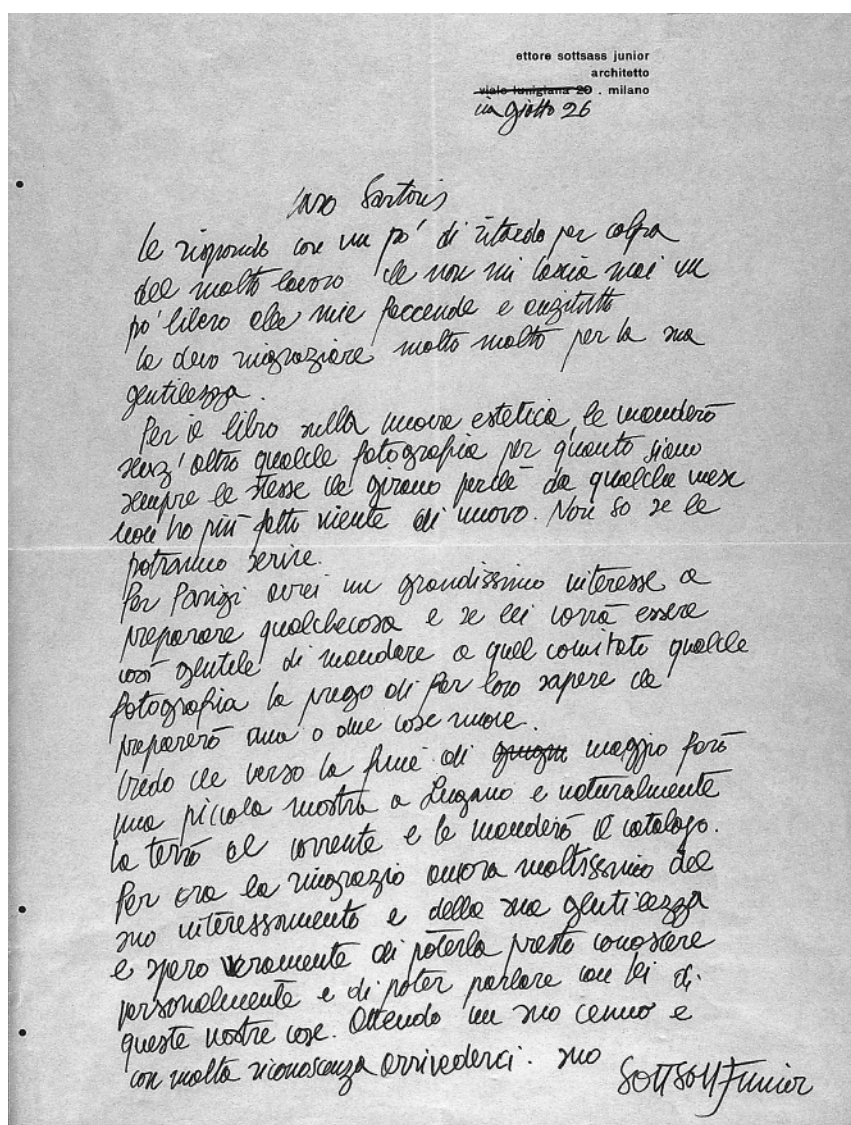 ettore sottsass junior
architetto
viale lunigiana 20 . milano
via giotto 26
caro Sartoris
le rispondo con un po' di ritardo per colpa
del molto lavoro che non mi lascia mai un
po' libero alle mie faccende e anzitutto
la devo ringraziare molto molto per la sua
gentilezza.
Per il libro sulla nuova estetica, le manderò
senz'altro qualche fotografia per quanto siano
sempre le stesse che girano perchè da qualche mese
non ho più fatto niente di nuovo. Non so se le
potranno servire.
Per Parigi avrei un grandissimo interesse a
preparare qualchecosa e se lei vorrà essere
così gentile di mandare a quel comitato qualche
fotografia la prego di far loro sapere che
preparerò una o due cose nuove.
Credo che verso la fine di giugno maggio farò
una piccola mostra a Lugano e naturalmente
la terrò al corrente e le manderò il catalogo.
Per ora la ringrazio ancora moltissimo del
suo interessamento e della sua gentilezza
e spero veramente di poterla presto conoscere
personalmente e di poter parlare con lei di
queste nostre cose. Attendo un suo cenno e
con molta riconoscenza arrivederci. suo
Sottsass Junior